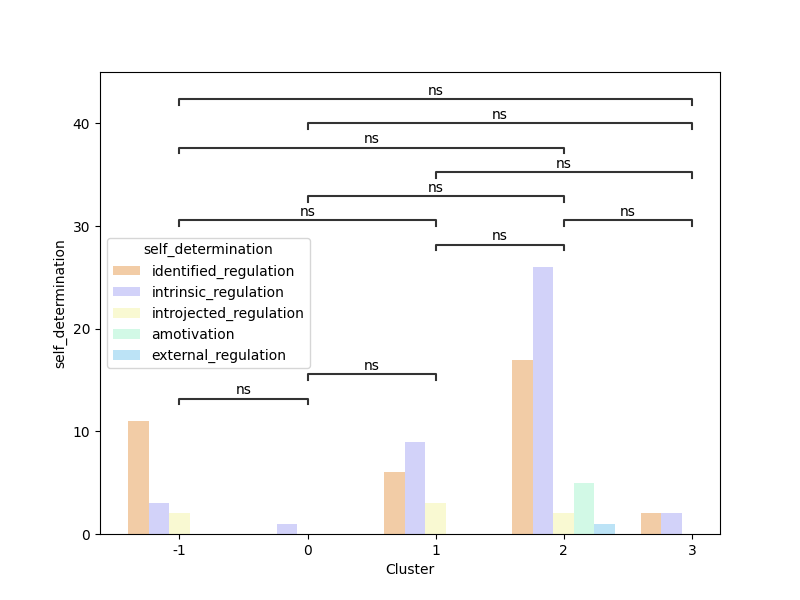 ns
ns
ns
ns
ns
ns
ns
ns
ns
ns
self_determination
identified_regulation
intrinsic_regulation
introjected_regulation
amotivation
external_regulation
self_determination
40
30
20
10
0
-1 0 1 2 3
Cluster